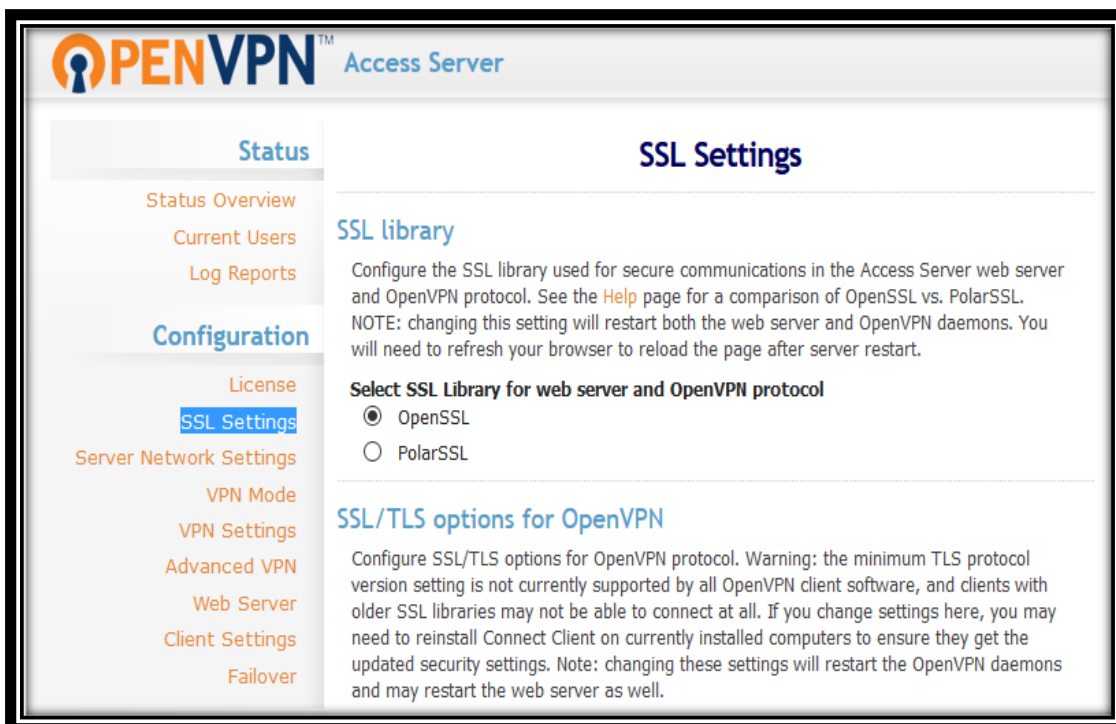 OPENVPN™ Access Server
Status
Status Overview
Current Users
Log Reports
Configuration
License
SSL Settings
Server Network Settings
VPN Mode
VPN Settings
Advanced VPN
Web Server
Client Settings
Failover
SSL Settings
SSL library
Configure the SSL library used for secure communications in the Access Server web server
and OpenVPN protocol. See the Help page for a comparison of OpenSSL vs. PolarSSL.
NOTE: changing this setting will restart both the web server and OpenVPN daemons. You
will need to refresh your browser to reload the page after server restart.
Select SSL Library for web server and OpenVPN protocol
OpenSSL
PolarSSL
SSL/TLS options for OpenVPN
Configure SSL/TLS options for OpenVPN protocol. Warning: the minimum TLS protocol
version setting is not currently supported by all OpenVPN client software, and clients with
older SSL libraries may not be able to connect at all. If you change settings here, you may
need to reinstall Connect Client on currently installed computers to ensure they get the
updated security settings. Note: changing these settings will restart the OpenVPN daemons
and may restart the web server as well.